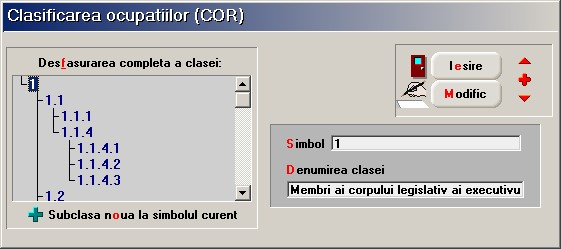 Clasificarea ocupatiilor (COR)
Desfasurarea completa a clasei:
1
1.1
1.1.1
1.1.4
1.1.4.1
1.1.4.2
1.1.4.3
1.2
Subclasa noua la simbolul curent
Iesire
Modific
Simbol 1
Denumirea clasei
Membri ai corpului legislativ ai executivu